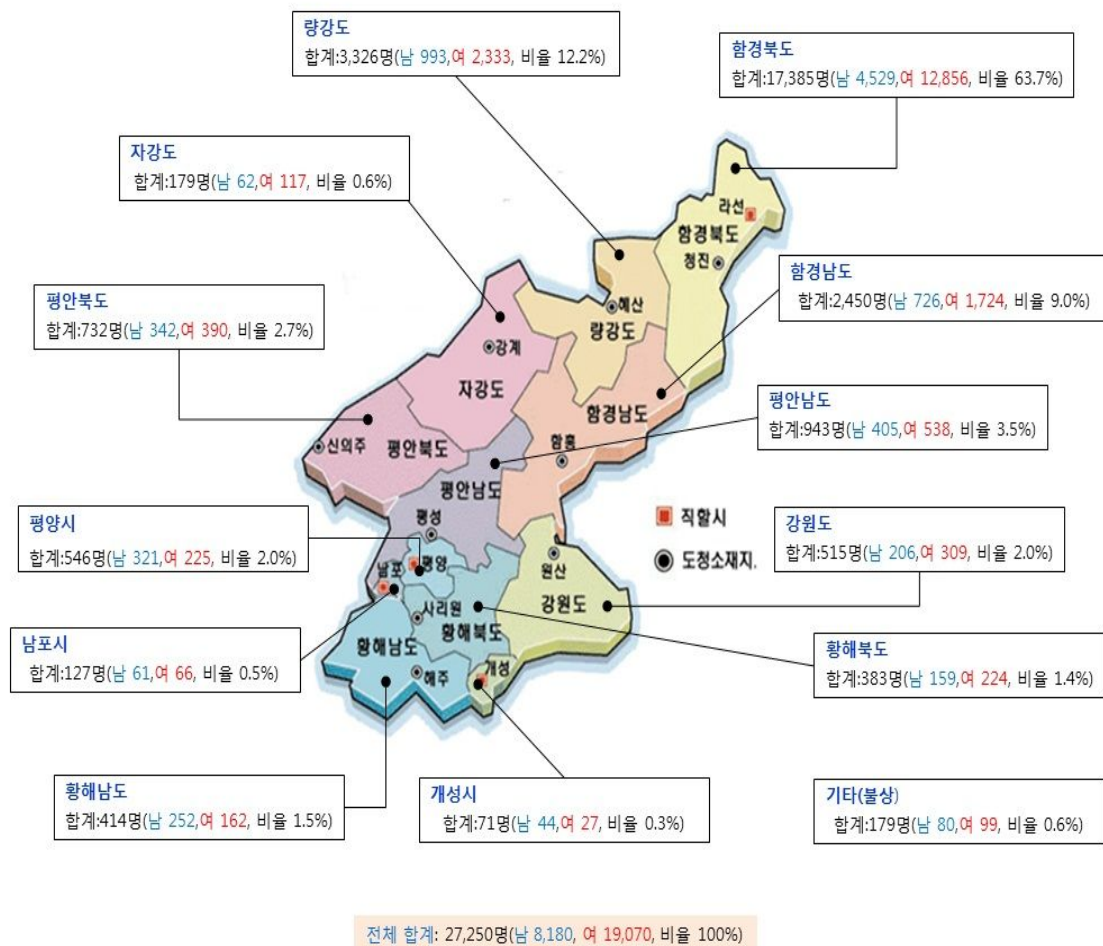 량강도
합계:3,326명(남 993,여 2,333, 비율 12.2%)
함경북도
합계:17,385명(남 4,529,여 12,856, 비율 63.7%)
자강도
합계:179명(남 62,여 117, 비율 0.6%)
라선
함경북도
청진
함경남도
합계:2,450명(남 726,여 1,724, 비율 9.0%)
평안북도
합계:732명(남 342,여 390, 비율 2.7%)
혜산
량강도
강계
자강도
함경남도
평안남도
합계:943명(남 405,여 538, 비율 3.5%)
신의주
평안북도
함흥
평안남도
평양시
합계:546명(남 321,여 225, 비율 2.0%)
평성
직할시
도청소재지.
강원도
합계:515명(남 206,여 309, 비율 2.0%)
평양
남포
원산
강원도
사리원
황해북도
남포시
합계:127명(남 61,여 66, 비율 0.5%)
황해남도
해주
개성
황해북도
합계:383명(남 159,여 224, 비율 1.4%)
황해남도
합계:414명(남 252,여 162, 비율 1.5%)
개성시
합계:71명(남 44,여 27, 비율 0.3%)
기타(불상)
합계:179명(남 80,여 99, 비율 0.6%)
전체 합계: 27,250명(남 8,180, 여 19,070, 비율 100%)